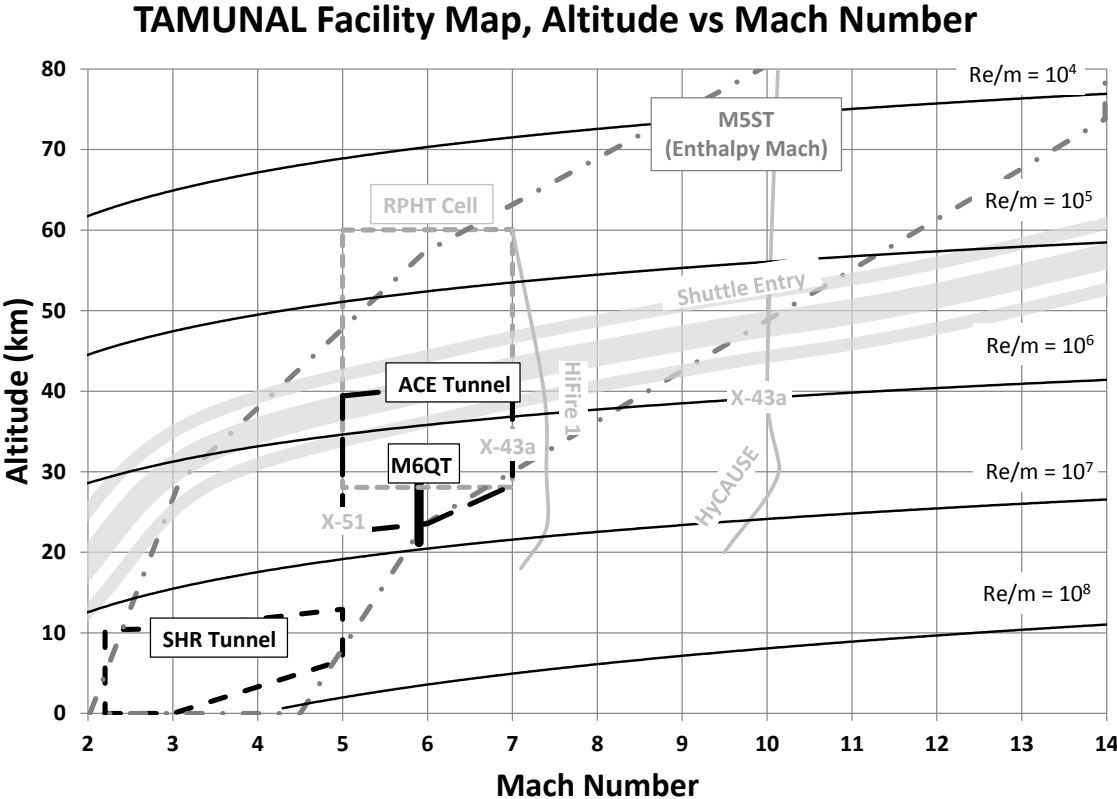 TAMUNAL Facility Map, Altitude vs Mach Number
Altitude (km)
80
70
60
50
40
30
20
10
0
Re/m = 10⁴
M5ST
(Enthalpy Mach)
RPHT Cell
Re/m = 10⁵
Shuttle Entry
Re/m = 10⁶
ACE Tunnel
HiFire 1
X-43a
X-43a
M6QT
Re/m = 10⁷
HyCAUSE
X-51
Re/m = 10⁸
SHR Tunnel
2 3 4 5 6 7 8 9 10 11 12 13 14
Mach Number